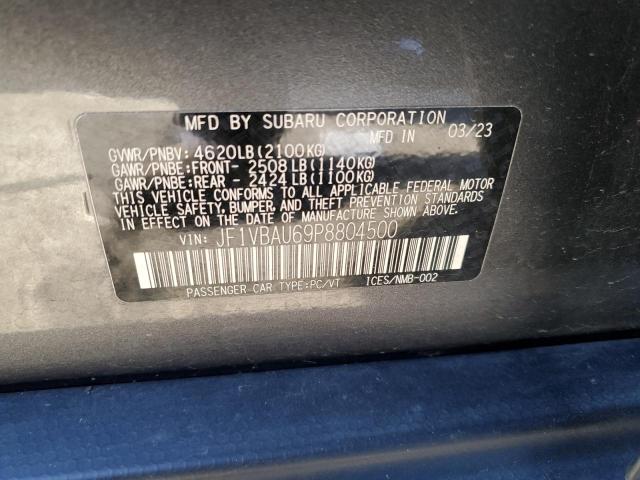 MFD BY SUBARU CORPORATION
MFD IN 03/23
GVWR/PNBV: 4620LB(2100KG)
GAWR/PNBE:FRONT- 2508LB(1140KG)
GAWR/PNBE:REAR - 2424LB(1100KG)
THIS VEHICLE CONFORMS TO ALL APPLICABLE FEDERAL MOTOR
VEHICLE SAFETY, BUMPER, AND THEFT PREVENTION STANDARDS
IN EFFECT ON THE DATE OF MANUFACTURE SHOWN ABOVE.
VIN: JF1VBAU69P8804500
PASSENGER CAR TYPE:PC/VT ICES/NMB-002